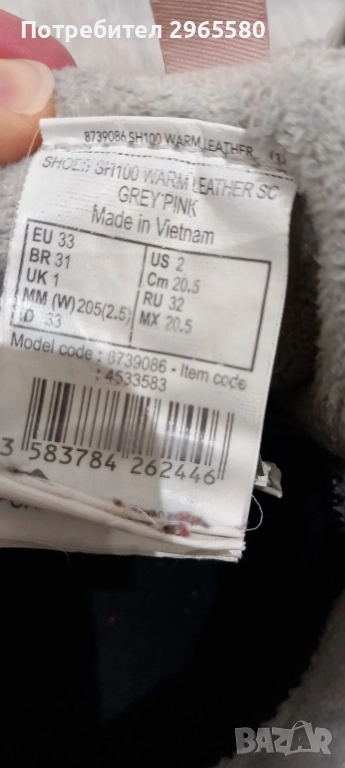 Потребител 2965580
8739086 SH100 WARM LEATHER
SHOES SH100 WARM LEATHER SC
GREY PINK
Made in Vietnam
EU 33
BR 31
UK 1
MM (W) 205(2.5)
33
US 2
Cm 20.5
RU 32
MX 20.5
Model code : 8739086 - Item code
: 4533583
3 583784 262446
BAZAR